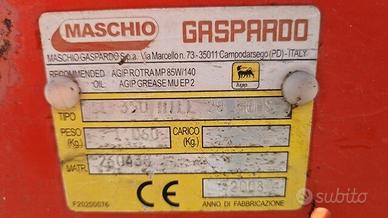 MASCHIO
GASPARDO
MASCHIO GASPARDO S.p.a. Via Marcello n. 73 - 35011 Campodarsego (PD) - ITALY
RECOMMENDED AGIP ROTRA MP 85W/140
OIL AGIP GREASE MU EP 2
Agip
TIPO
PESO (Kg.)
CARICO (Kg.)
MATR.
CE
2008
ANNO DI FABBRICAZIONE
F20200076
subito